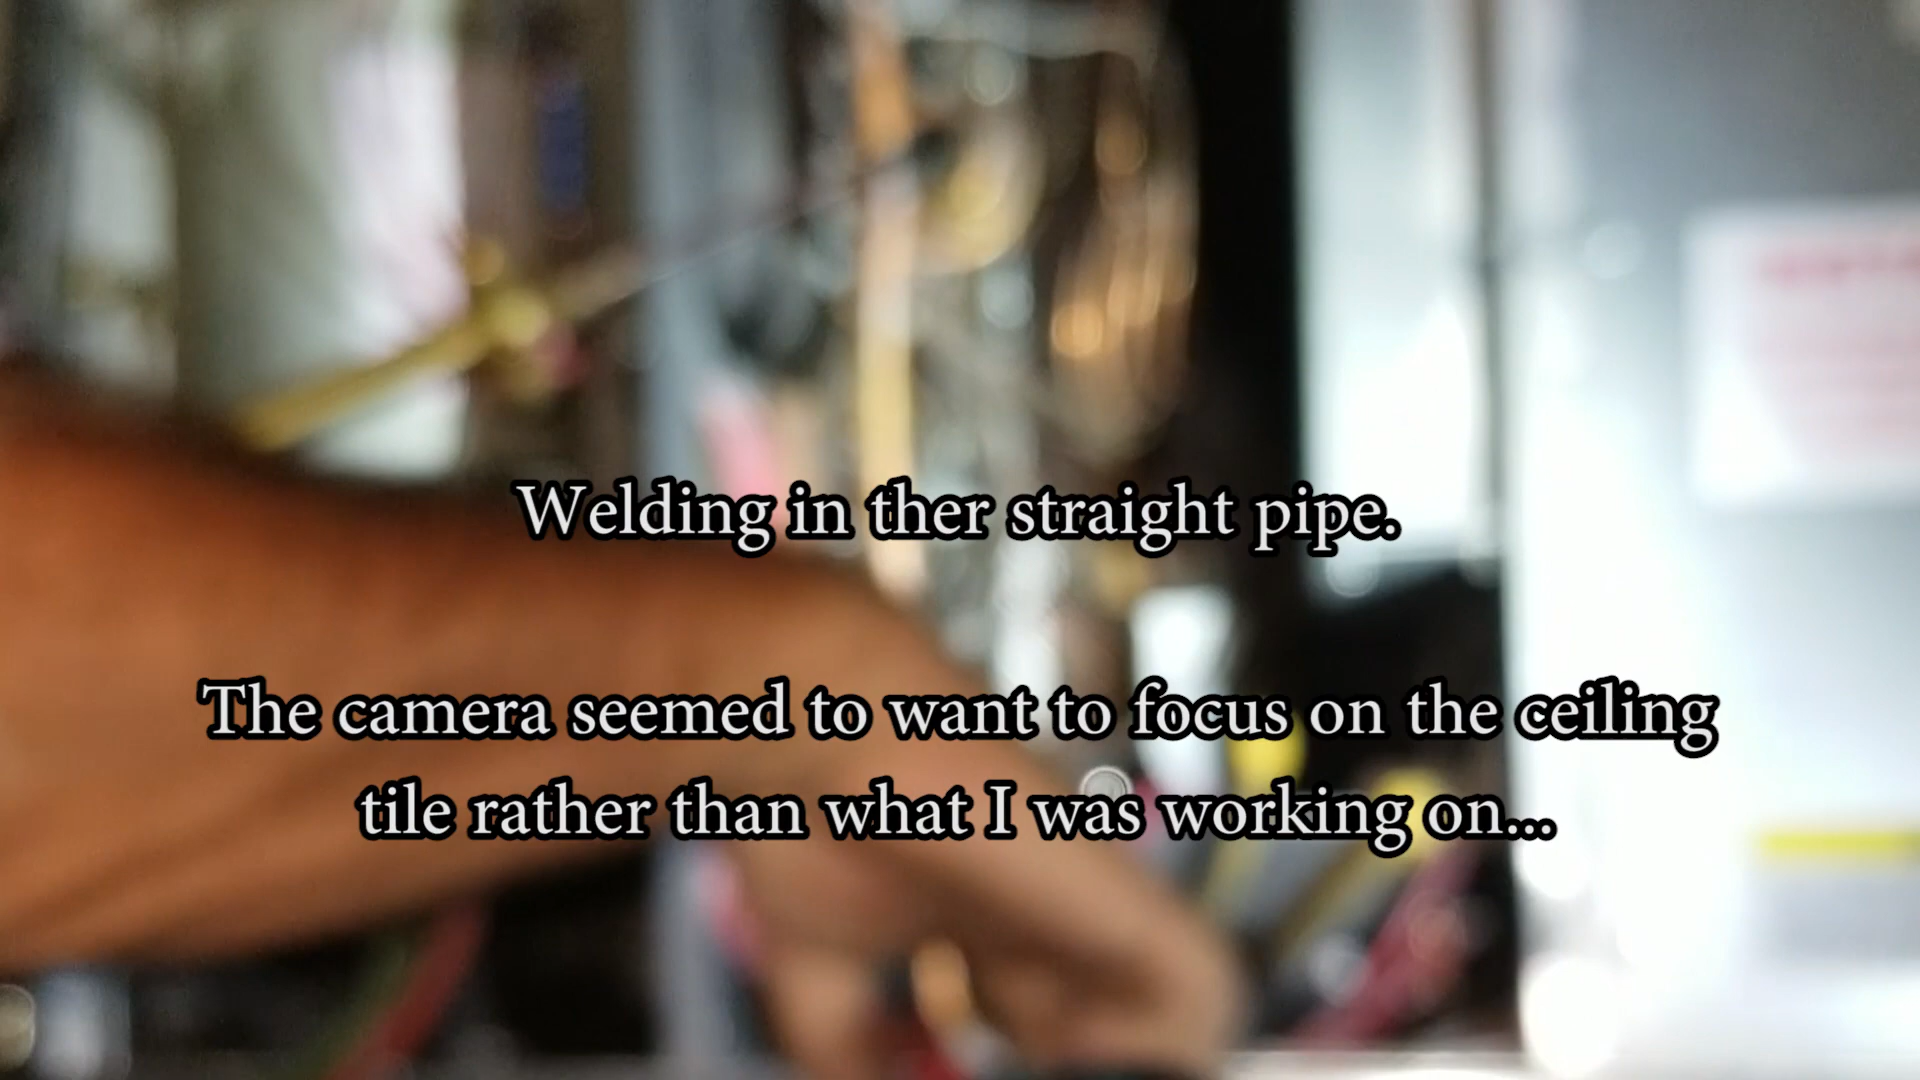 Welding in ther straight pipe.
The camera seemed to want to focus on the ceiling
tile rather than what I was working on...